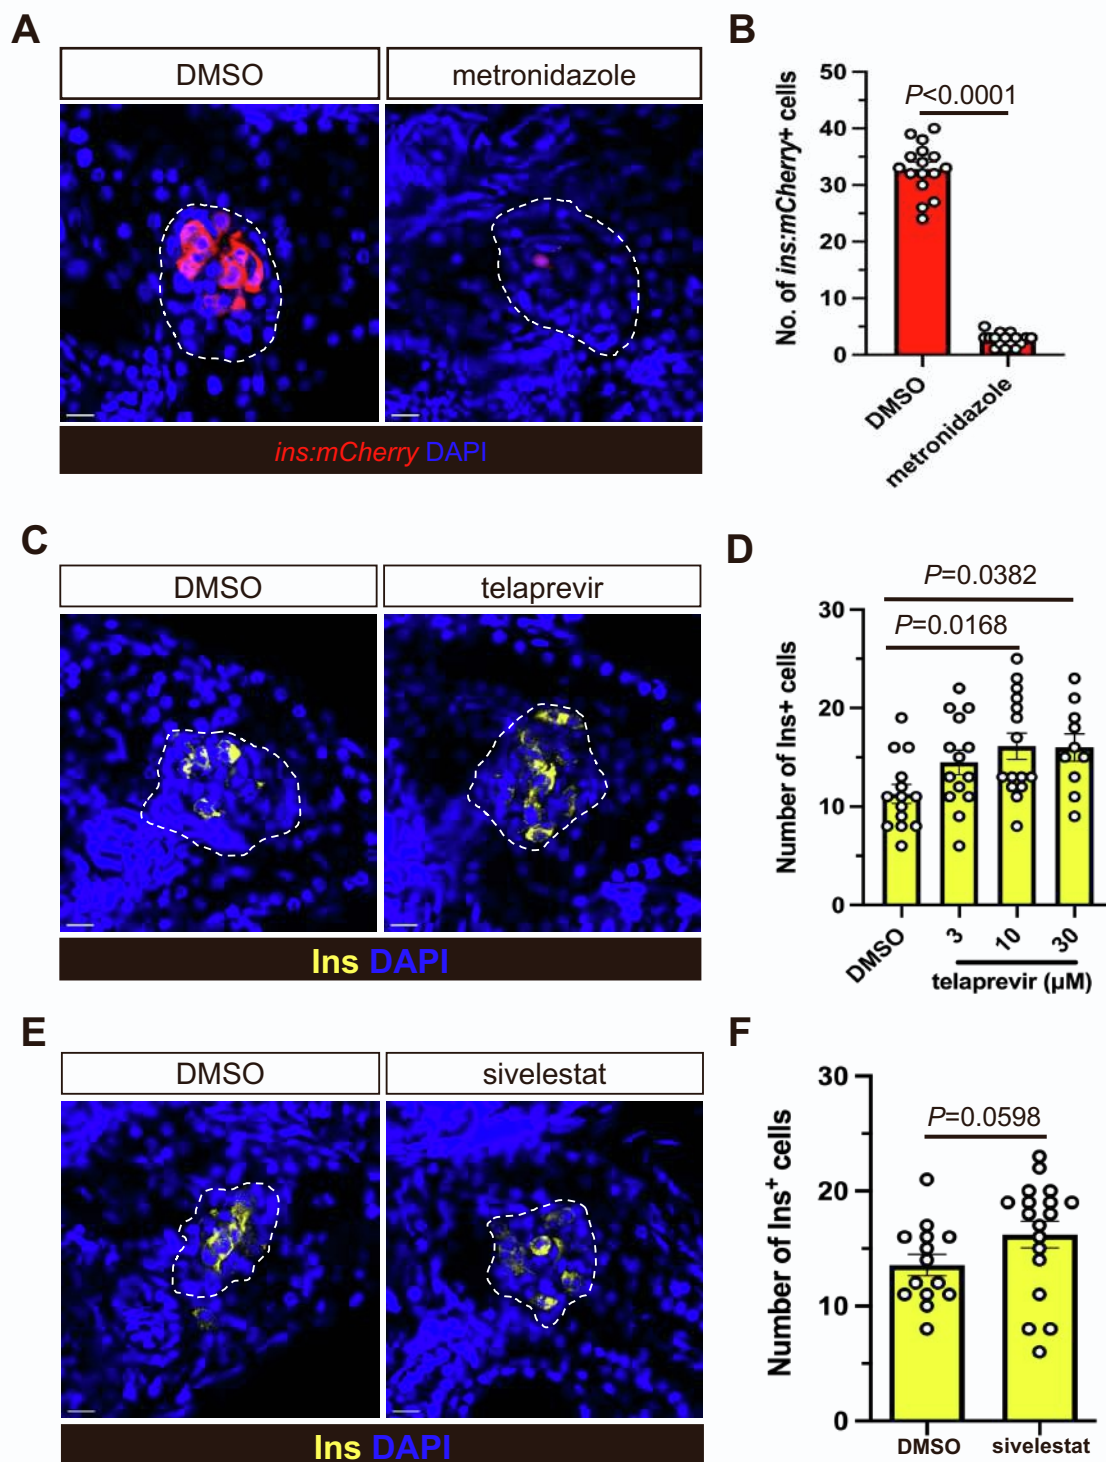 A
DMSO
metronidazole
ins:mCherry DAPI
B
No. of ins:mCherry+ cells
50
40
30
20
10
0
P<0.0001
DMSO
metronidazole
C
DMSO
telaprevir
Ins DAPI
D
Number of Ins+ cells
30
20
10
0
P=0.0382
P=0.0168
DMSO
3
10
30
telaprevir (µM)
E
DMSO
sivelestat
Ins DAPI
F
Number of Ins⁺ cells
30
20
10
0
P=0.0598
DMSO
sivelestat